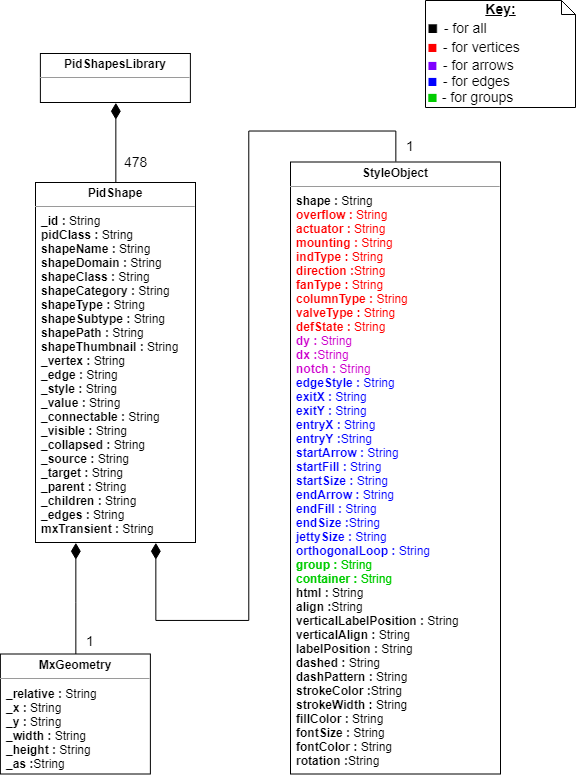 Key:
- for all
- for vertices
- for arrows
- for edges
- for groups
PidShapesLibrary
478
1
PidShape
_id : String
pidClass : String
shapeName : String
shapeDomain : String
shapeClass : String
shapeCategory : String
shapeType : String
shapeSubtype : String
shapePath : String
shapeThumbnail : String
_vertex : String
_edge : String
_style : String
_value : String
_connectable : String
_visible : String
_collapsed : String
_source : String
_target : String
_parent : String
_children : String
_edges : String
mxTransient : String
StyleObject
shape : String
overflow : String
actuator : String
mounting : String
indType : String
direction :String
fanType : String
columnType : String
valveType : String
defState : String
dy : String
dx :String
notch : String
edgeStyle : String
exitX : String
exitY : String
entryX : String
entryY :String
startArrow : String
startFill : String
startSize : String
endArrow : String
endFill : String
endSize :String
jettySize : String
orthogonalLoop : String
group : String
container : String
html : String
align :String
verticalLabelPosition : String
verticalAlign : String
labelPosition : String
dashed : String
dashPattern : String
strokeColor :String
strokeWidth : String
fillColor : String
fontSize : String
fontColor : String
rotation :String
1
MxGeometry
_relative : String
_x : String
_y : String
_width : String
_height : String
_as :String